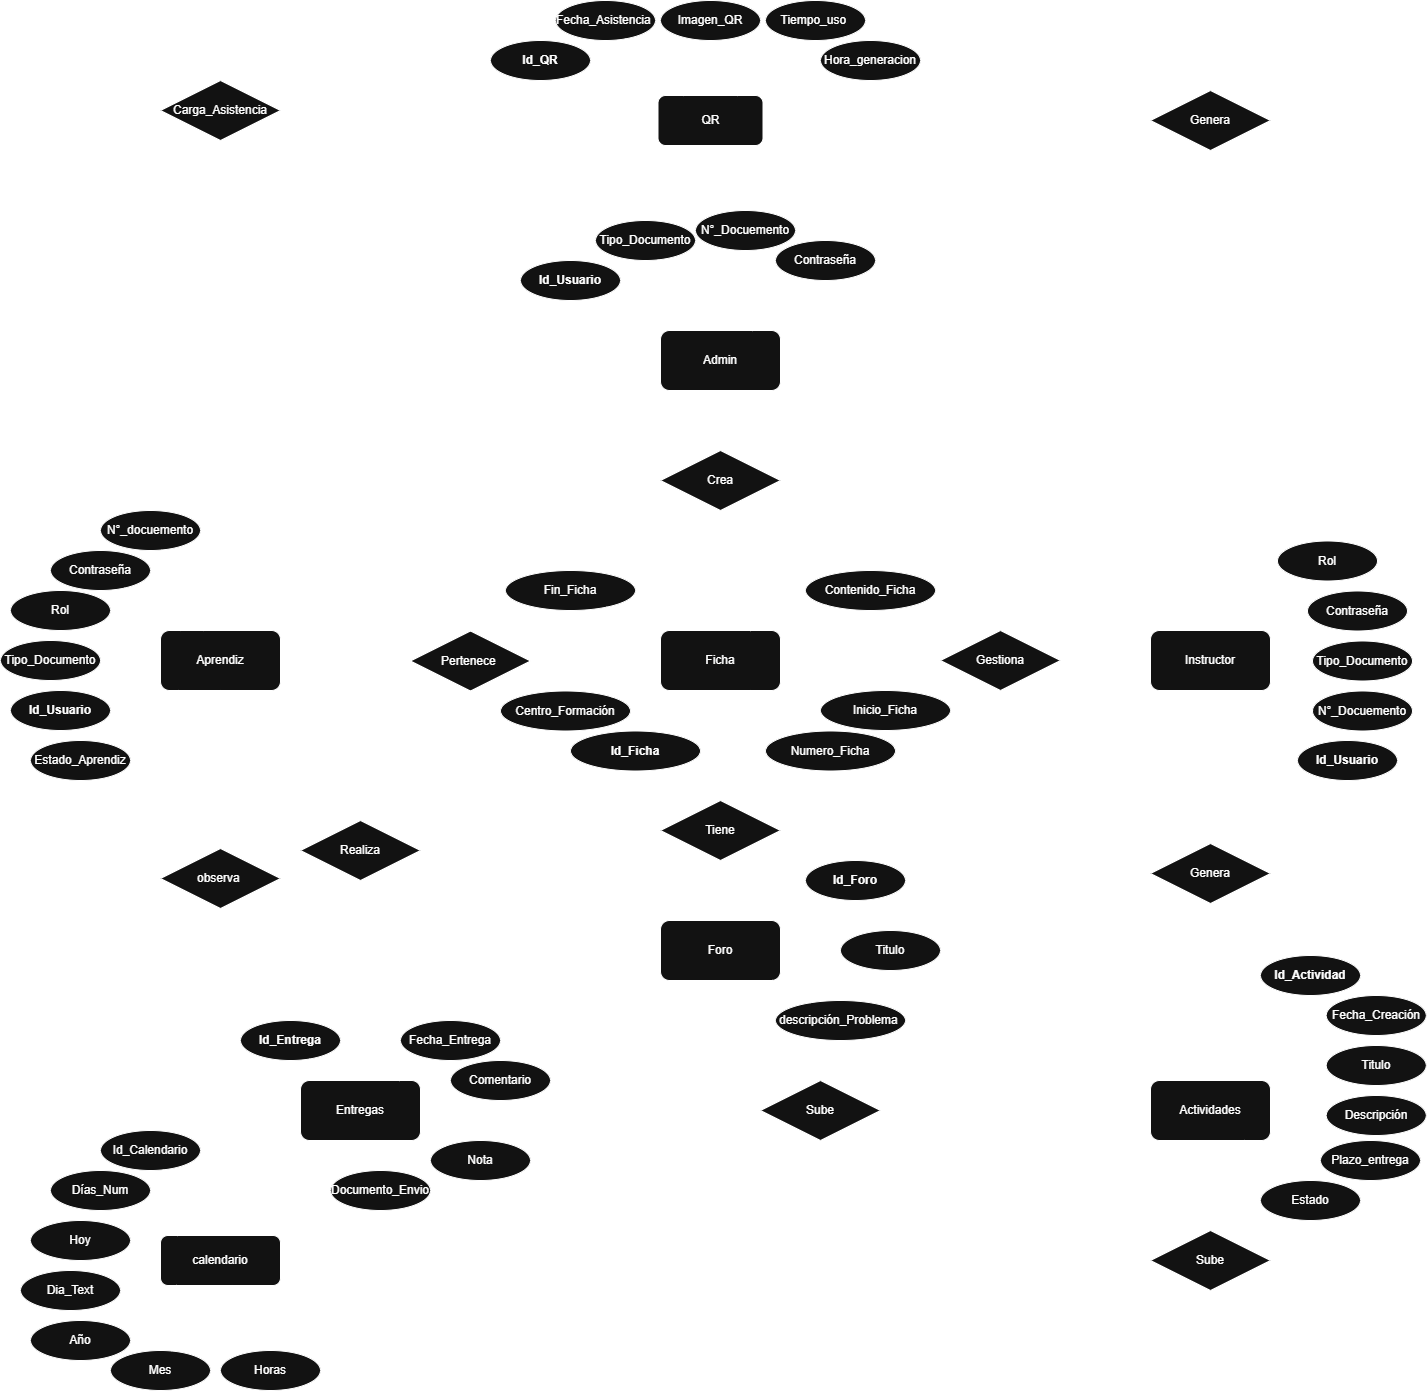 Fecha_Asistencia
Imagen_QR
Tiempo_uso
Id_QR
Hora_generacion
Carga_Asistencia
QR
Genera
Tipo_Documento
N°_Docuemento
Contraseña
Id_Usuario
Admin
Crea
N°_docuemento
Contraseña
Rol
Tipo_Documento
Id_Usuario
Estado_Aprendiz
Aprendiz
Pertenece
Fin_Ficha
Contenido_Ficha
Ficha
Centro_Formación
Id_Ficha
Inicio_Ficha
Numero_Ficha
Gestiona
Instructor
Rol
Contraseña
Tipo_Documento
N°_Docuemento
Id_Usuario
observa
Realiza
Tiene
Genera
Id_Foro
Foro
Titulo
descripción_Problema
Id_Entrega
Fecha_Entrega
Comentario
Entregas
Nota
Documento_Envio
Sube
Id_Actividad
Fecha_Creación
Titulo
Actividades
Descripción
Plazo_entrega
Estado
Sube
Id_Calendario
Días_Num
Hoy
calendario
Dia_Text
Año
Mes
Horas